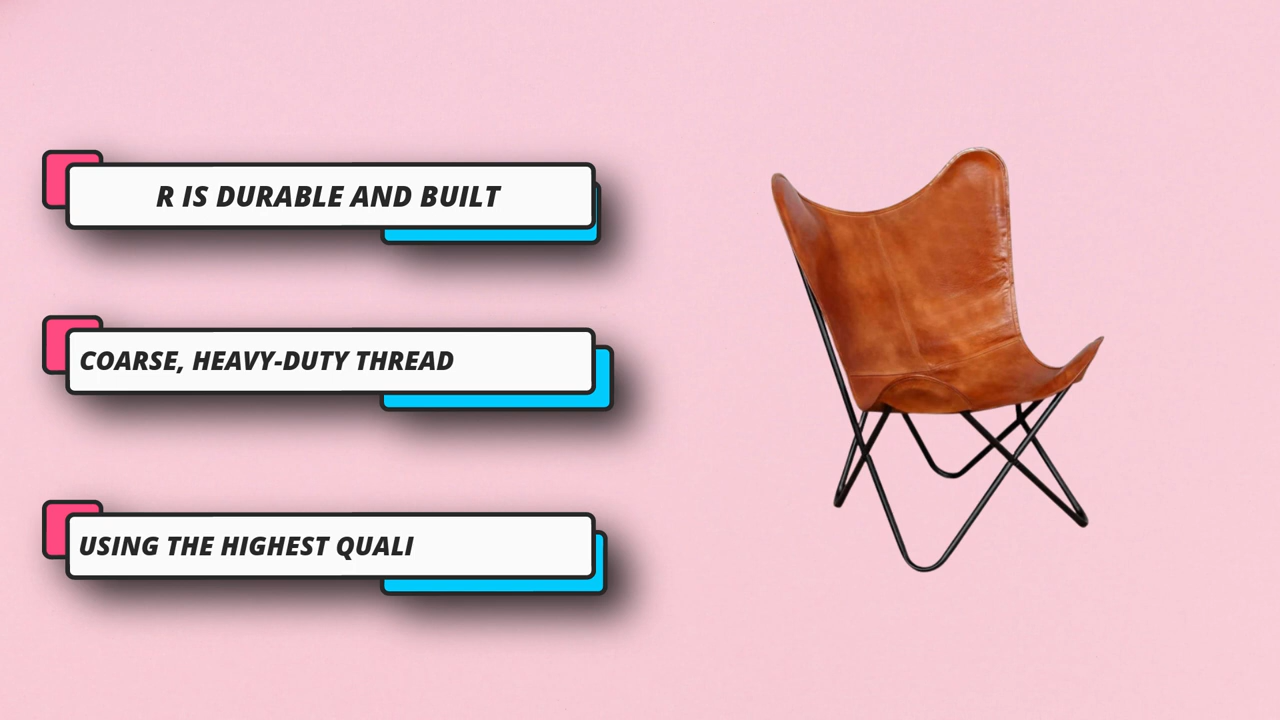 R IS DURABLE AND BUILT
COARSE, HEAVY-DUTY THREAD
USING THE HIGHEST QUALI